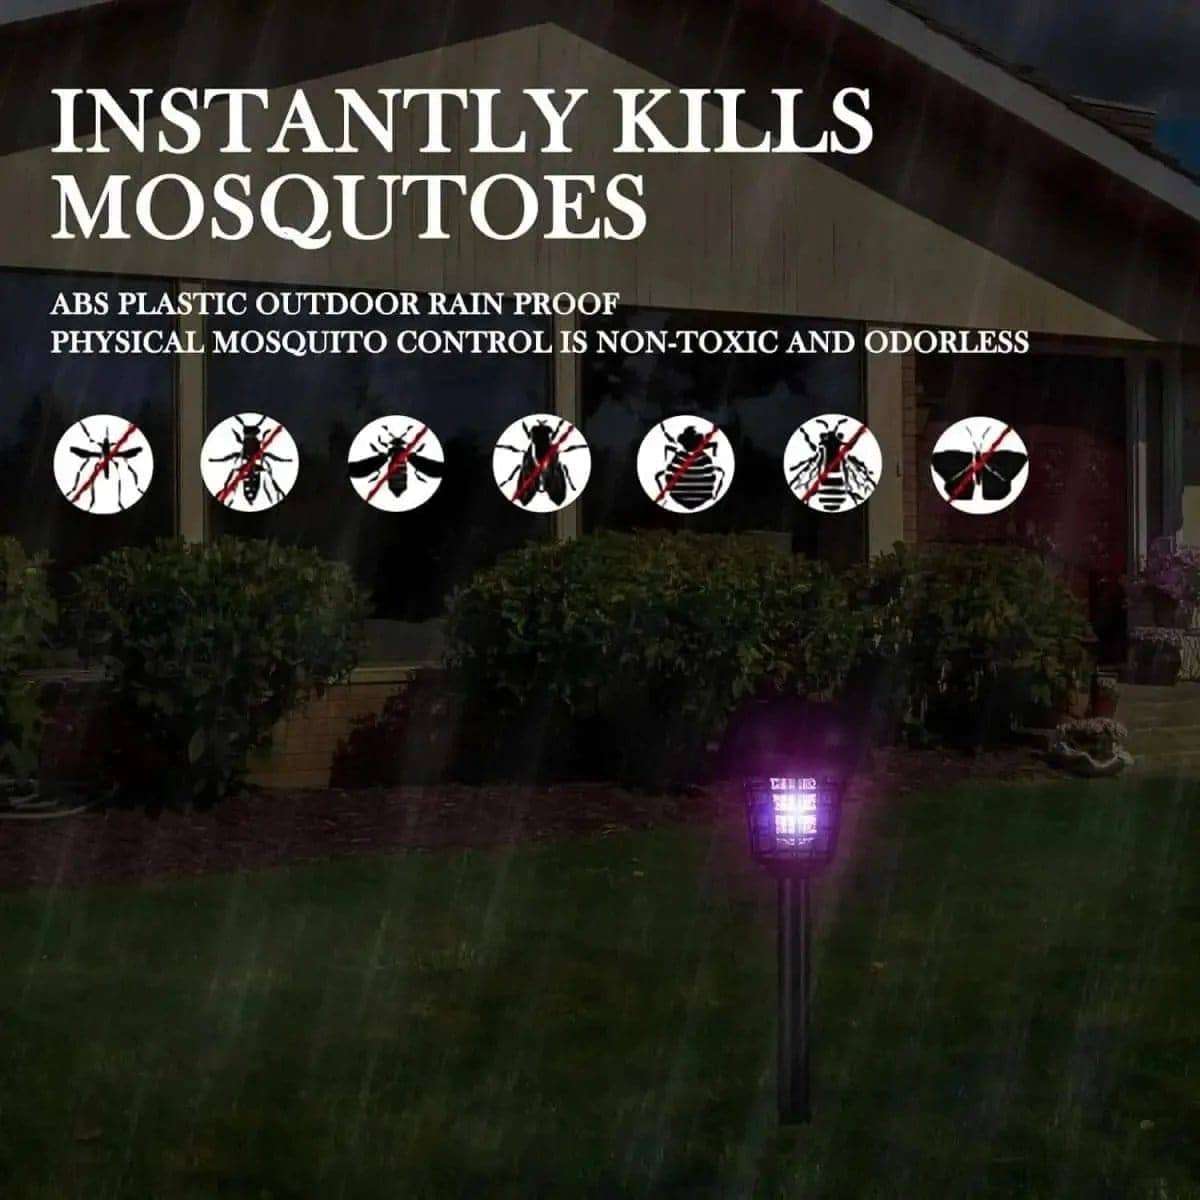 INSTANTLY KILLS
MOSQUTOES
ABS PLASTIC OUTDOOR RAIN PROOF
PHYSICAL MOSQUITO CONTROL IS NON-TOXIC AND ODORLESS